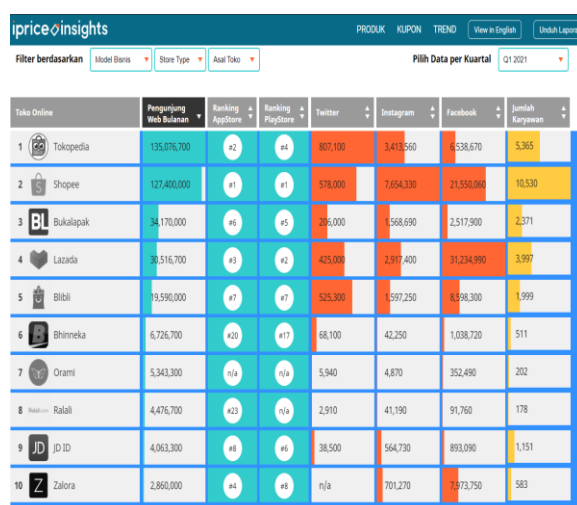 iprice insights PRODUK KUPON TREND View in English Unduh Lapor
Filter berdasarkan Model Bisnis Store Type Asal Toko Pilih Data per Kuartal Q1 2021
Toko Online Pengunjung Web Bulanan Ranking AppStore Ranking PlayStore Twitter Instagram Facebook Jumlah Karyawan
1 Tokopedia 135,076,700 #2 #4 807,100 3,413,560 6,538,670 5,365
2 S Shopee 127,400,000 #1 #1 578,000 7,654,330 21,550,060 10,530
3 BL Bukalapak 34,170,000 #6 #5 206,000 1,568,690 2,517,900 2,371
4 Lazada 30,516,700 #3 #2 425,000 2,917,400 31,234,990 3,997
5 Blibli 19,590,000 #7 #7 525,300 1,597,250 8,598,300 1,999
6 B Bhinneka 6,726,700 #20 #17 68,100 42,250 1,038,720 511
7 Orami 5,343,300 n/a n/a 5,940 4,870 352,490 202
8 Ralali 4,476,700 #23 n/a 2,910 41,190 91,760 178
9 JD JD ID 4,063,300 #8 #6 38,500 564,730 893,090 1,151
10 Z Zalora 2,860,000 #4 #8 n/a 701,270 7,973,750 583